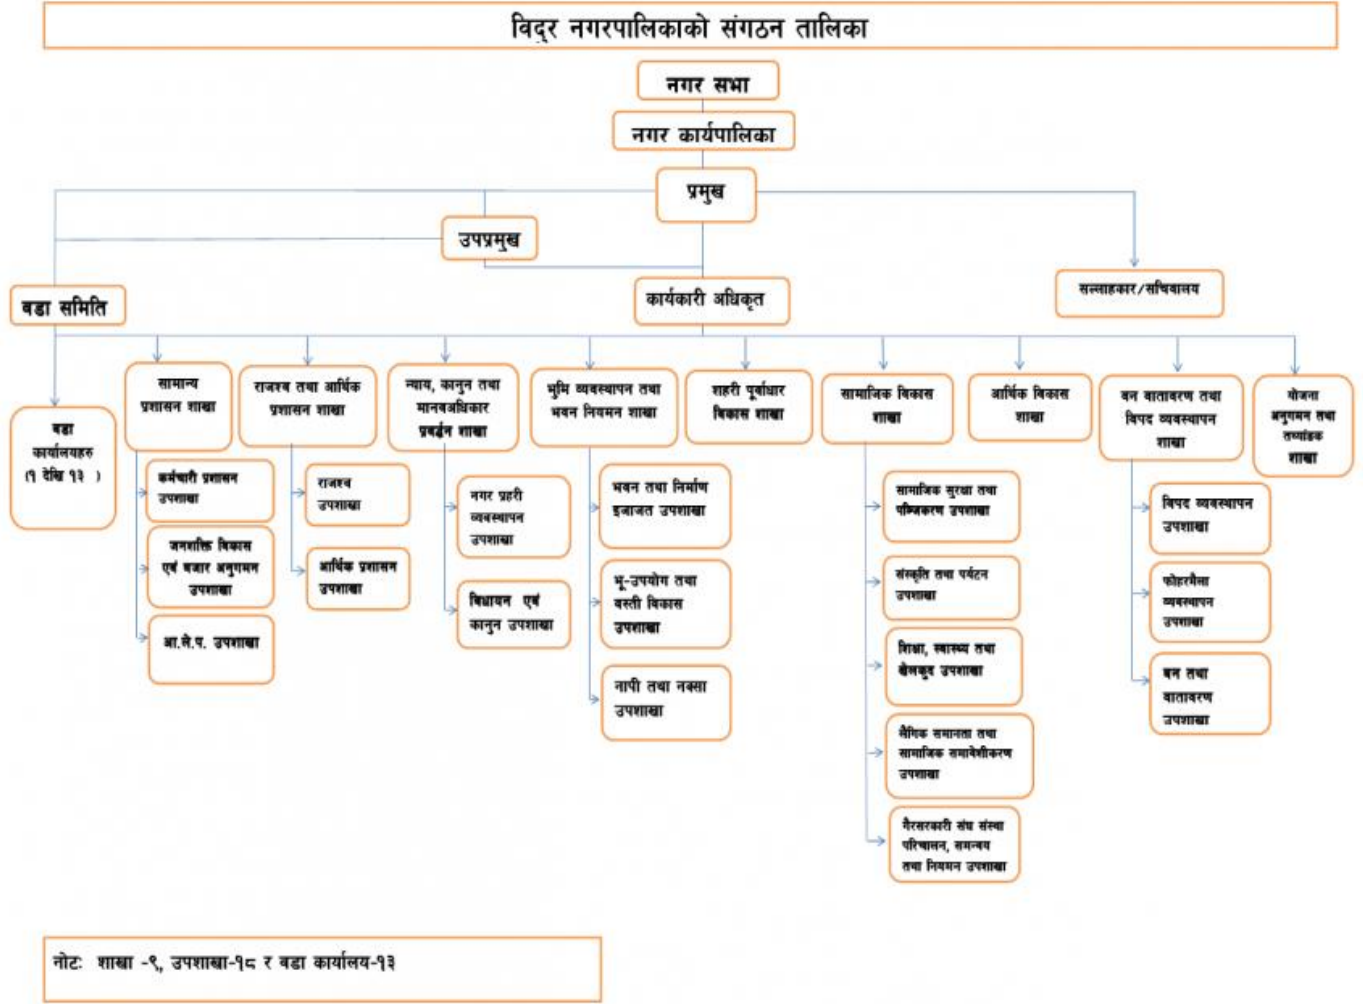 विदुर नगरपालिकाको संगठन तालिका
नगर सभा
नगर कार्यपालिका
प्रमुख
उपप्रमुख
वडा समिति
कार्यकारी अधिकृत
सल्लाहकार/सचिवालय
वडा
कार्यालयहरु
(१ देखि १३ )
सामान्य
प्रशासन शाखा
कर्मचारी प्रशासन
उपशाखा
जनशक्ति विकास
एवं बजार अनुगमन
उपशाखा
आ.ले.प. उपशाखा
राजश्व तथा आर्थिक
प्रशासन शाखा
राजश्व
उपशाखा
आर्थिक प्रशासन
उपशाखा
न्याय, कानुन तथा
मानवअधिकार
प्रवर्द्धन शाखा
नगर प्रहरी
व्यवस्थापन
उपशाखा
विधायन एवं
कानुन उपशाखा
भुमि व्यवस्थापन तथा
भवन नियमन शाखा
भवन तथा निर्माण
इजाजत उपशाखा
भू-उपयोग तथा
वस्ती विकास
उपशाखा
नापी तथा नक्सा
उपशाखा
शहरी पूर्वाधार
विकास शाखा
सामाजिक विकास
शाखा
सामाजिक सुरक्षा तथा
पञ्जिकरण उपशाखा
संस्कृति तथा पर्यटन
उपशाखा
शिक्षा, स्वास्थ्य तथा
खेलकुद उपशाखा
लैंगिक समानता तथा
सामाजिक समावेशीकरण
उपशाखा
गैरसरकारी संघ संस्था
परिचालन, समन्वय
तथा नियमन उपशाखा
आर्थिक विकास
शाखा
वन वातावरण तथा
विपद व्यवस्थापन
शाखा
विपद व्यवस्थापन
उपशाखा
फोहरमैला
व्यवस्थापन
उपशाखा
वन तथा
वातावरण
उपशाखा
योजना
अनुगमन तथा
तथ्यांङक
शाखा
नोट: शाखा -९, उपशाखा-१८ र वडा कार्यालय-१३